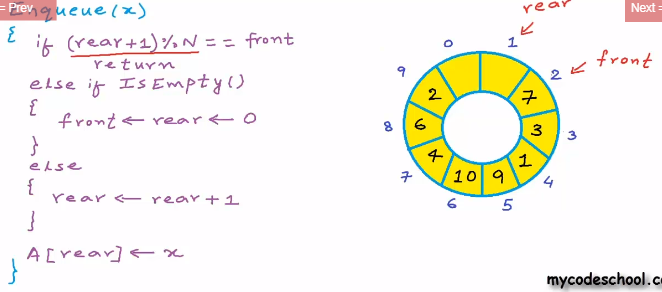 ← Prev
Next →
Enqueue(x)
{
if (rear+1)%N == front
return
else if IsEmpty()
{
front ← rear ← 0
}
else
{
rear ← rear + 1
}
A[rear] ← x
}
rear
front
0
1
2
3
4
5
6
7
8
9
7
3
1
9
10
4
6
2
mycodeschool.c